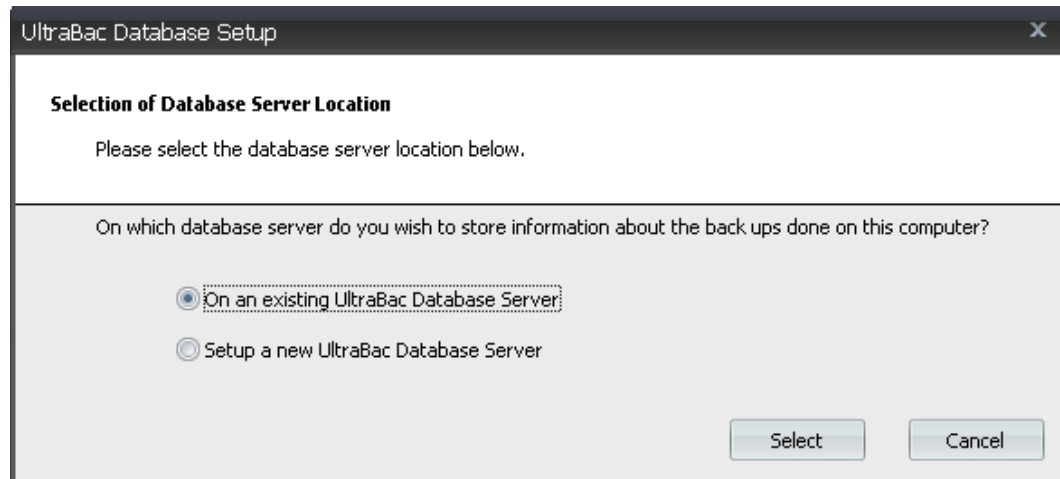 UltraBac Database Setup
Selection of Database Server Location
Please select the database server location below.
On which database server do you wish to store information about the back ups done on this computer?
On an existing UltraBac Database Server
Setup a new UltraBac Database Server
Select Cancel